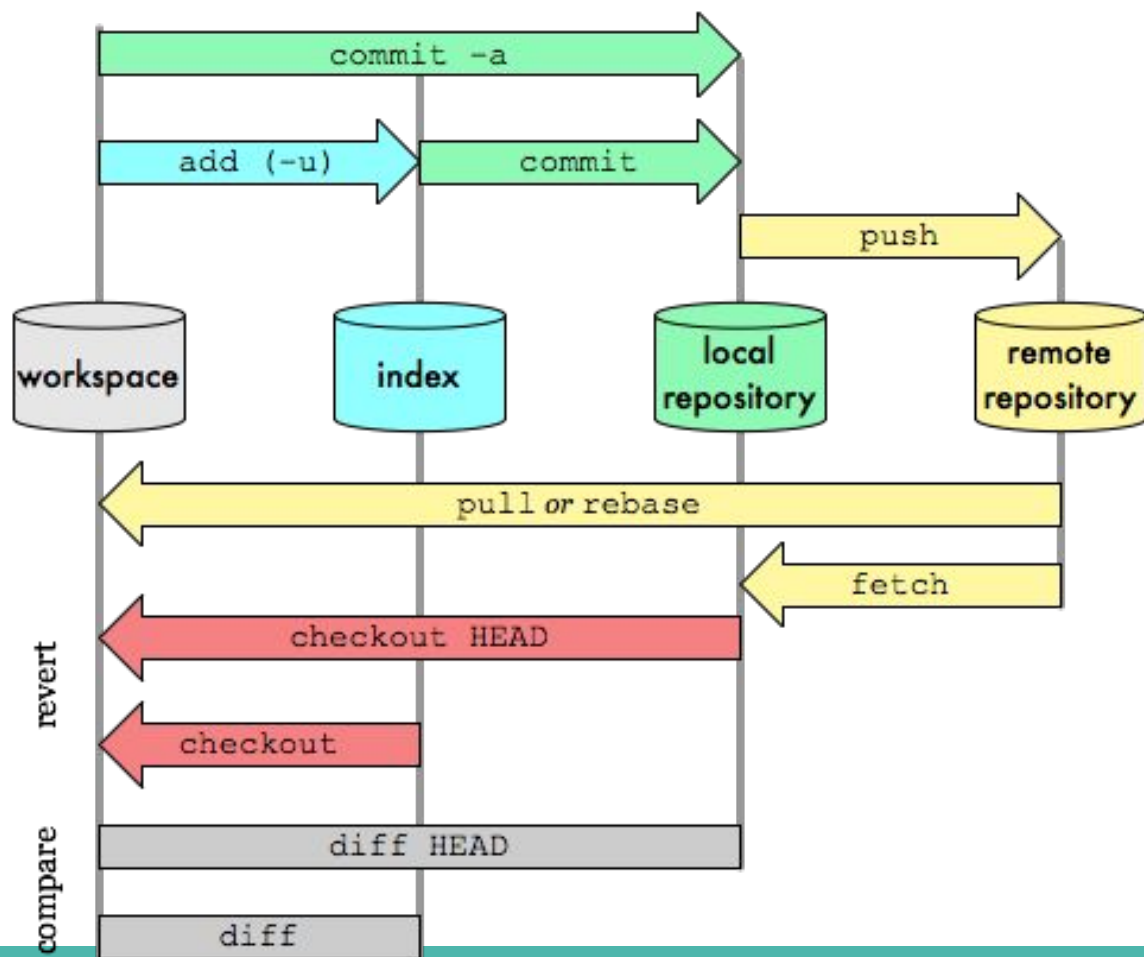 commit -a
add (-u)
commit
push
workspace
index
local
repository
remote
repository
pull or rebase
fetch
revert
checkout HEAD
checkout
compare
diff HEAD
diff